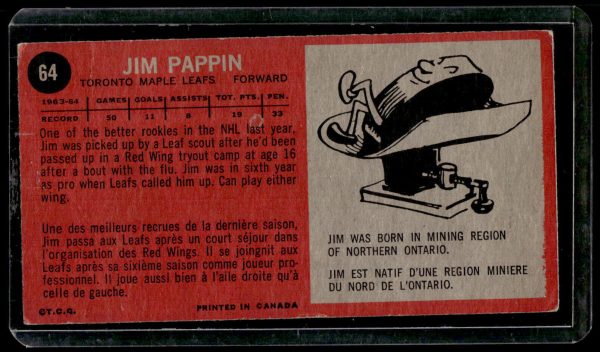 64
JIM PAPPIN
TORONTO MAPLE LEAFS FORWARD
1963-64 GAMES GOALS ASSISTS TOT. PTS. PEN.
RECORD 50 11 8 19 33
One of the better rookies in the NHL last year,
Jim was picked up by a Leaf scout after he'd been
passed up in a Red Wing tryout camp at age 16
after a bout with the flu. Jim was in sixth year
as pro when Leafs called him up. Can play either
wing.
Une des meilleurs recrues de la dernière saison,
Jim passa aux Leafs après un court séjour dans
l'organisation des Red Wings. Il se joingnit aux
Leafs après sa sixième saison comme joueur pro-
fessionnel. Il joue aussi bien à l'aile droite qu'à
celle de gauche.
©T.C.G. PRINTED IN CANADA
JIM WAS BORN IN MINING REGION
OF NORTHERN ONTARIO.
JIM EST NATIF D'UNE REGION MINIERE
DU NORD DE L'ONTARIO.